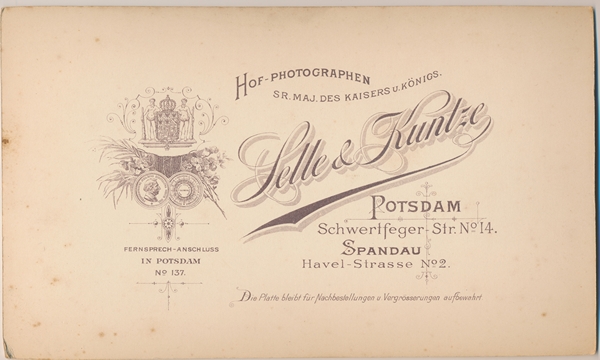 HOF-PHOTOGRAPHEN
SR. MAJ. DES KAISERS U. KÖNIGS.
Selle & Kuntze
POTSDAM
Schwertfeger-Str. No 14.
SPANDAU
Havel-Strasse No 2.
FERNSPRECH-ANSCHLUSS
IN POTSDAM
No 137.
Die Platte bleibt für Nachbestellungen u. Vergrösserungen aufbewahrt